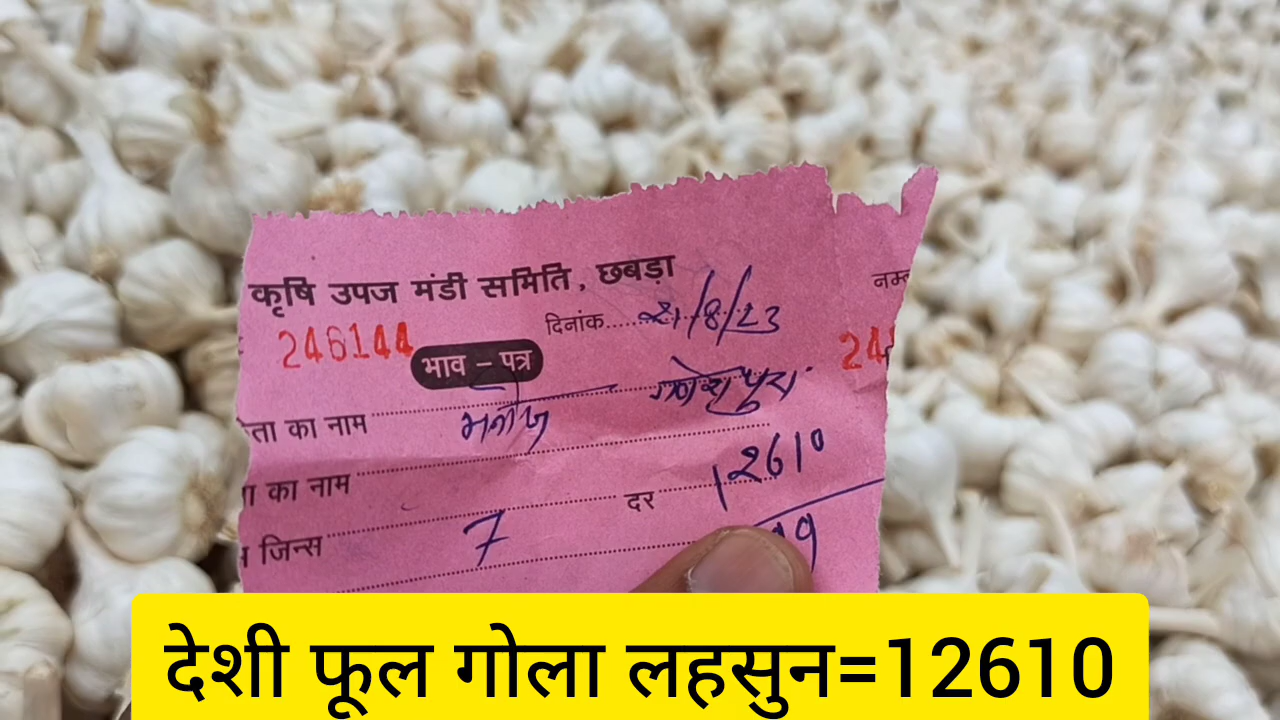 कृषि उपज मंडी समिति, छबड़ा
246144 दिनांक 21/8/23
भाव - पत्र
ता का नाम मनोज गणेशपुरा
का नाम
जिन्स 7 दर 12610
देशी फूल गोला लहसुन=12610